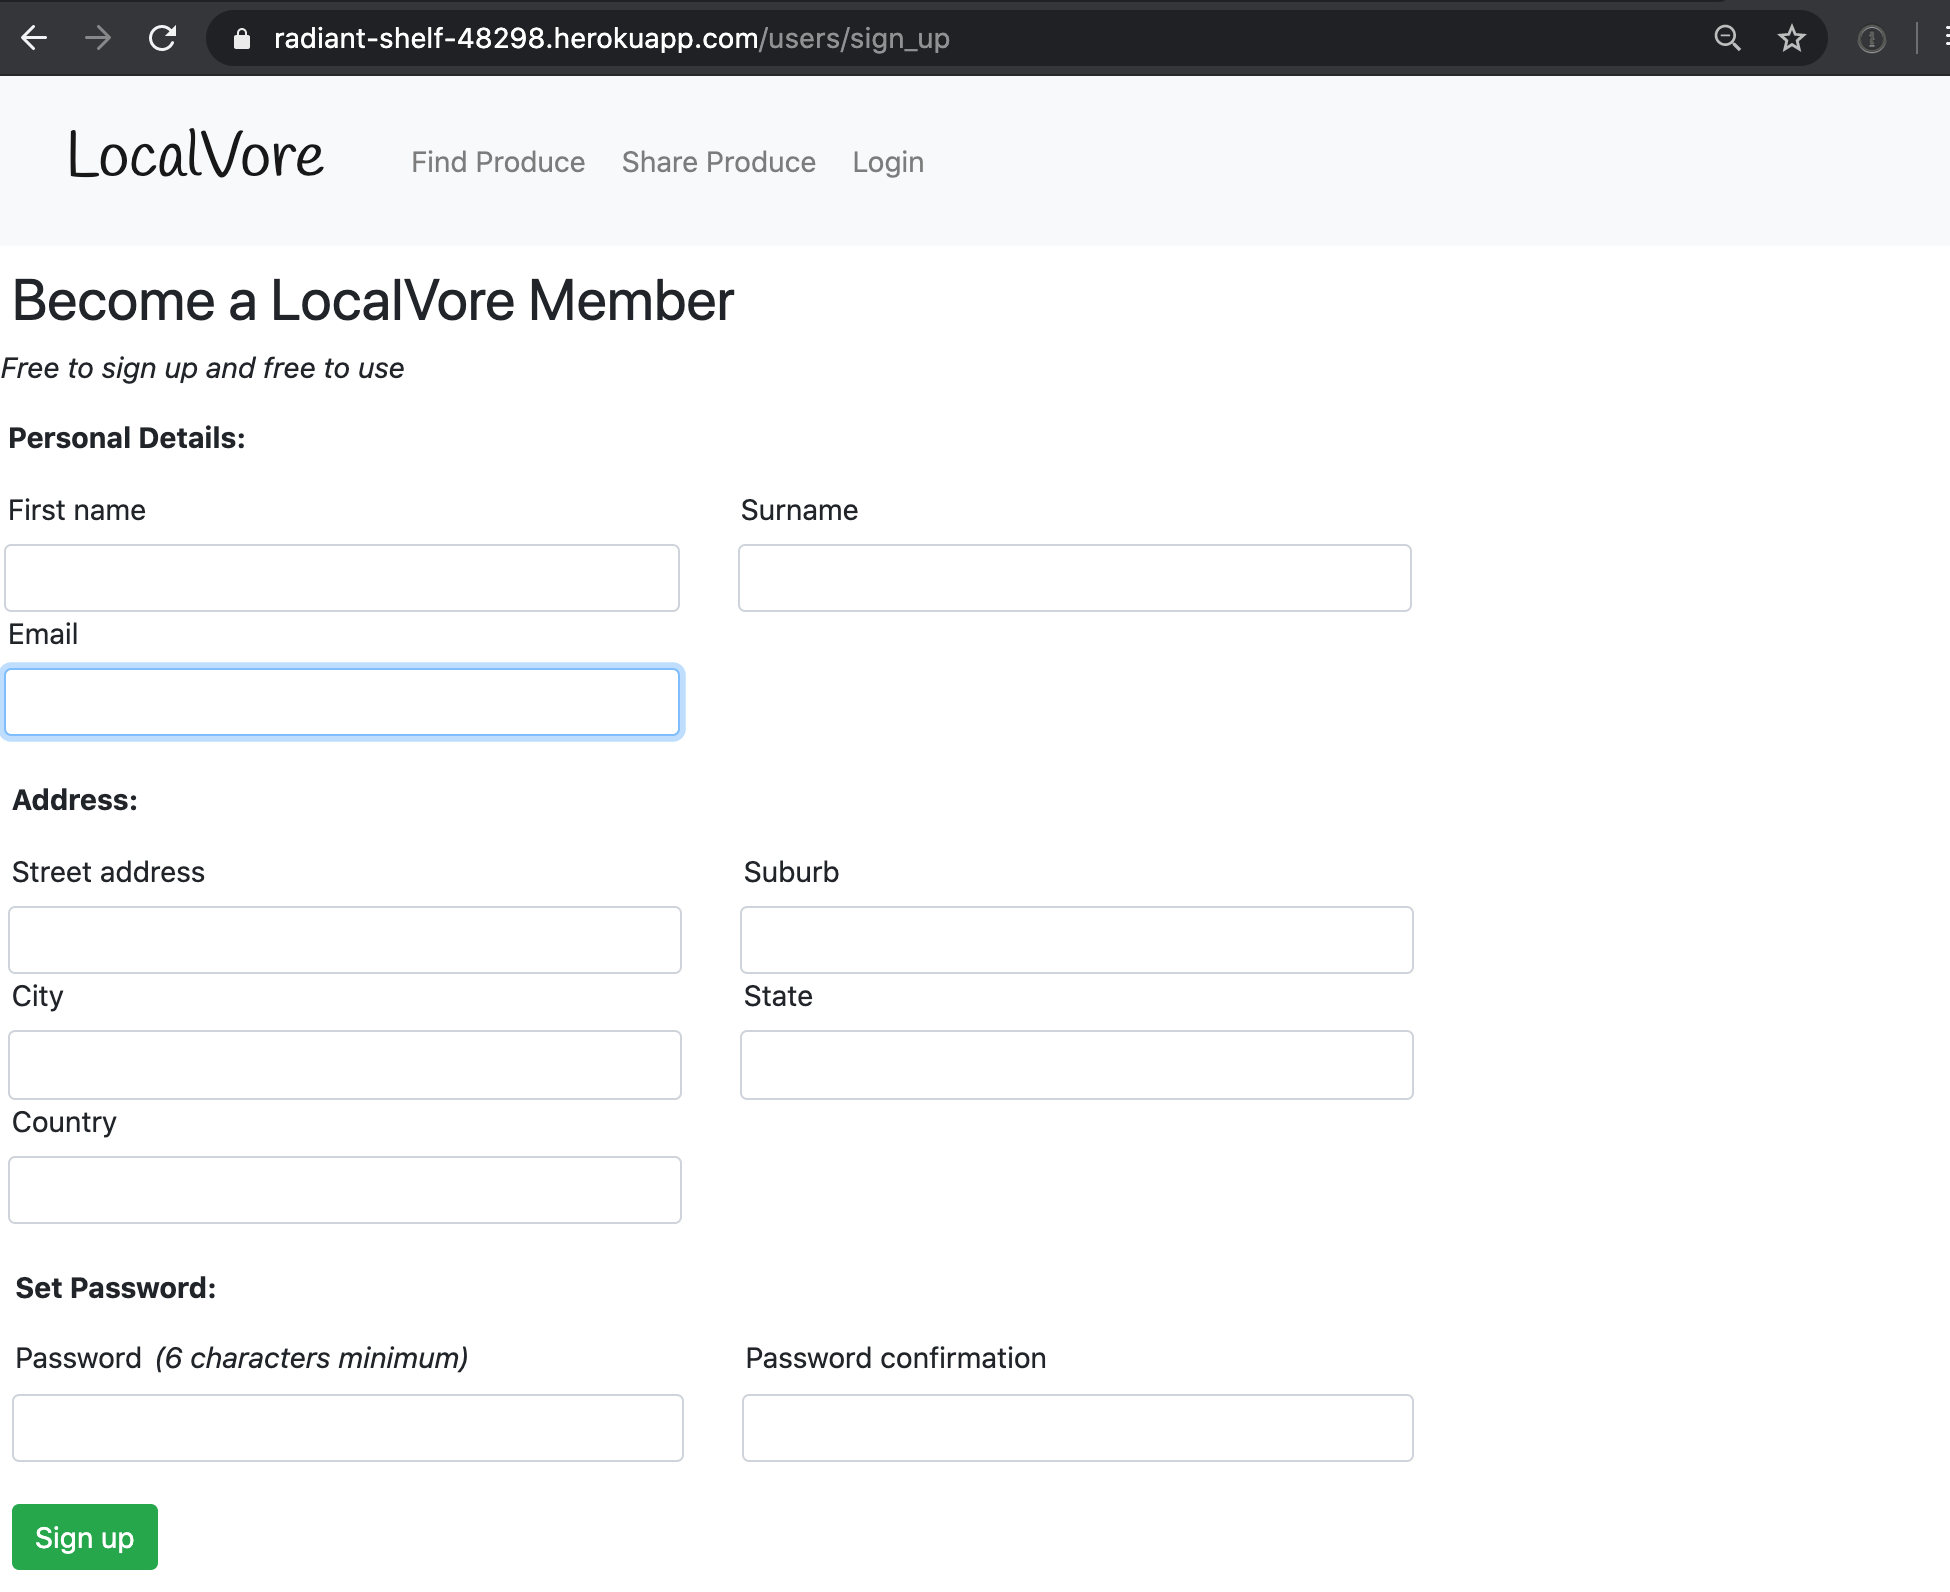 radiant-shelf-48298.herokuapp.com/users/sign_up
LocalVore Find Produce Share Produce Login
Become a LocalVore Member
Free to sign up and free to use
Personal Details:
First name Surname
Email
Address:
Street address Suburb
City State
Country
Set Password:
Password (6 characters minimum) Password confirmation
Sign up